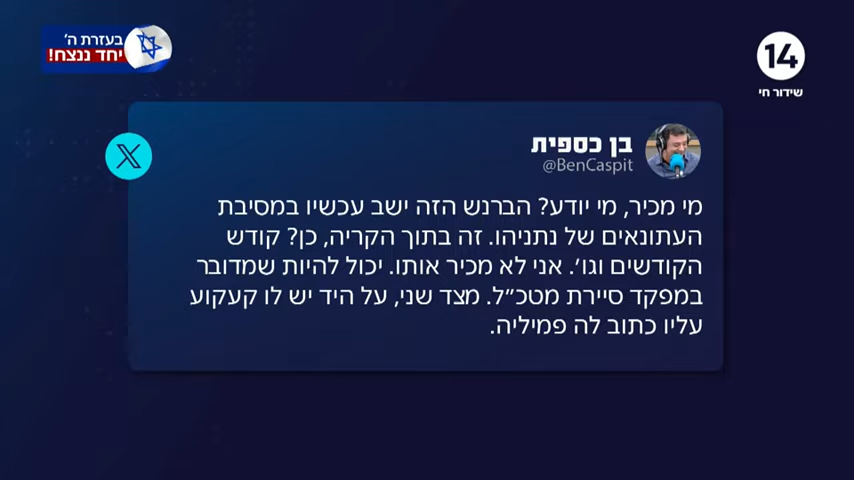 בעזרת ה'
יחד ננצח!
14
שידור חי
בן כספית
@BenCaspit
מי מכיר, מי יודע? הברנש הזה ישב עכשיו במסיבת
העתונאים של נתניהו. זה בתוך הקריה, כן? קודש
הקודשים וגו'. אני לא מכיר אותו. יכול להיות שמדובר
במפקד סיירת מטכ״ל. מצד שני, על היד יש לו קעקוע
עליו כתוב לה פמיליה.